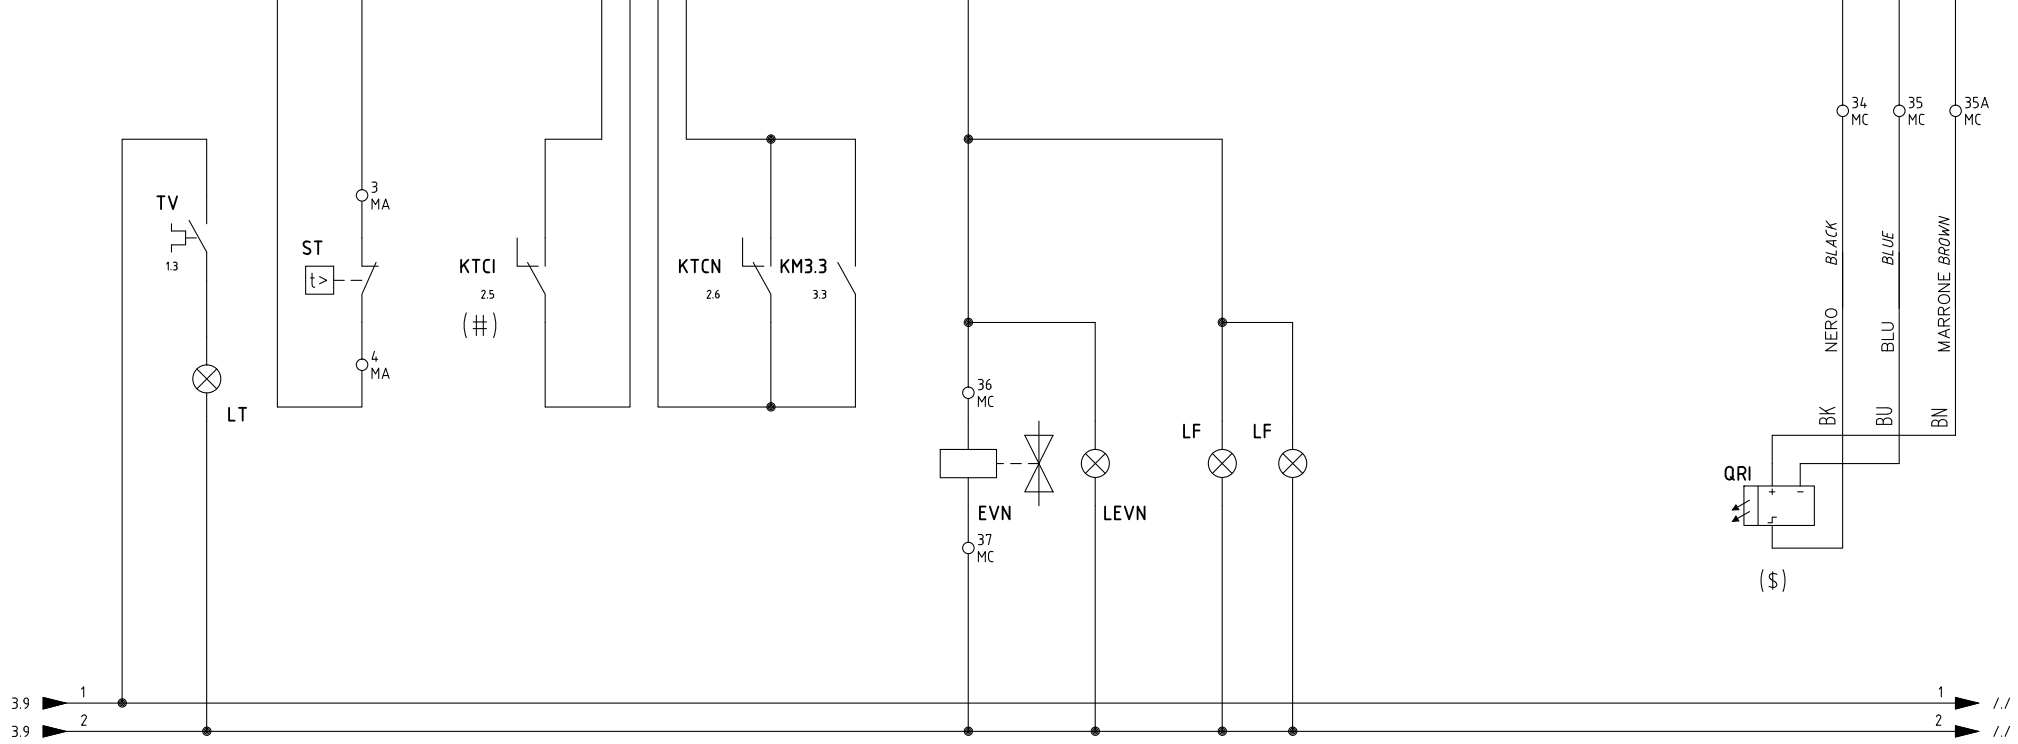 34
MC
35
MC
35A
MC
3
MA
TV
1.3
ST
t>
KTCI
2.5
(#)
KTCN
2.6
KM3.3
3.3
4
MA
LT
36
MC
EVN
37
MC
LEVN
LF
LF
NERO BLACK
BLU BLUE
MARRONE BROWN
BK
BU
BN
QRI
+ −
($)
3.9
1
1
/./
3.9
2
2
/./